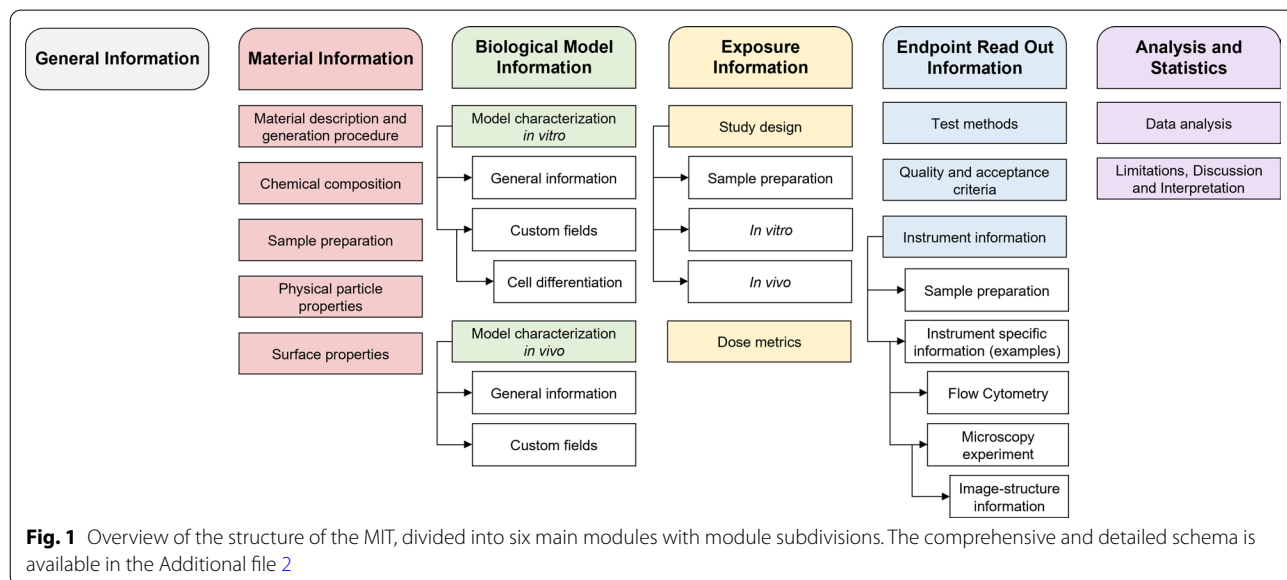 General Information
Material Information
Material description and
generation procedure
Chemical composition
Sample preparation
Physical particle
properties
Surface properties
Biological Model
Information
Model characterization
in vitro
General information
Custom fields
Cell differentiation
Model characterization
in vivo
General information
Custom fields
Exposure
Information
Study design
Sample preparation
In vitro
In vivo
Dose metrics
Endpoint Read Out
Information
Test methods
Quality and acceptance
criteria
Instrument information
Sample preparation
Instrument specific
information (examples)
Flow Cytometry
Microscopy
experiment
Image-structure
information
Analysis and
Statistics
Data analysis
Limitations, Discussion
and Interpretation
Fig. 1 Overview of the structure of the MIT, divided into six main modules with module subdivisions. The comprehensive and detailed schema is
available in the Additional file 2